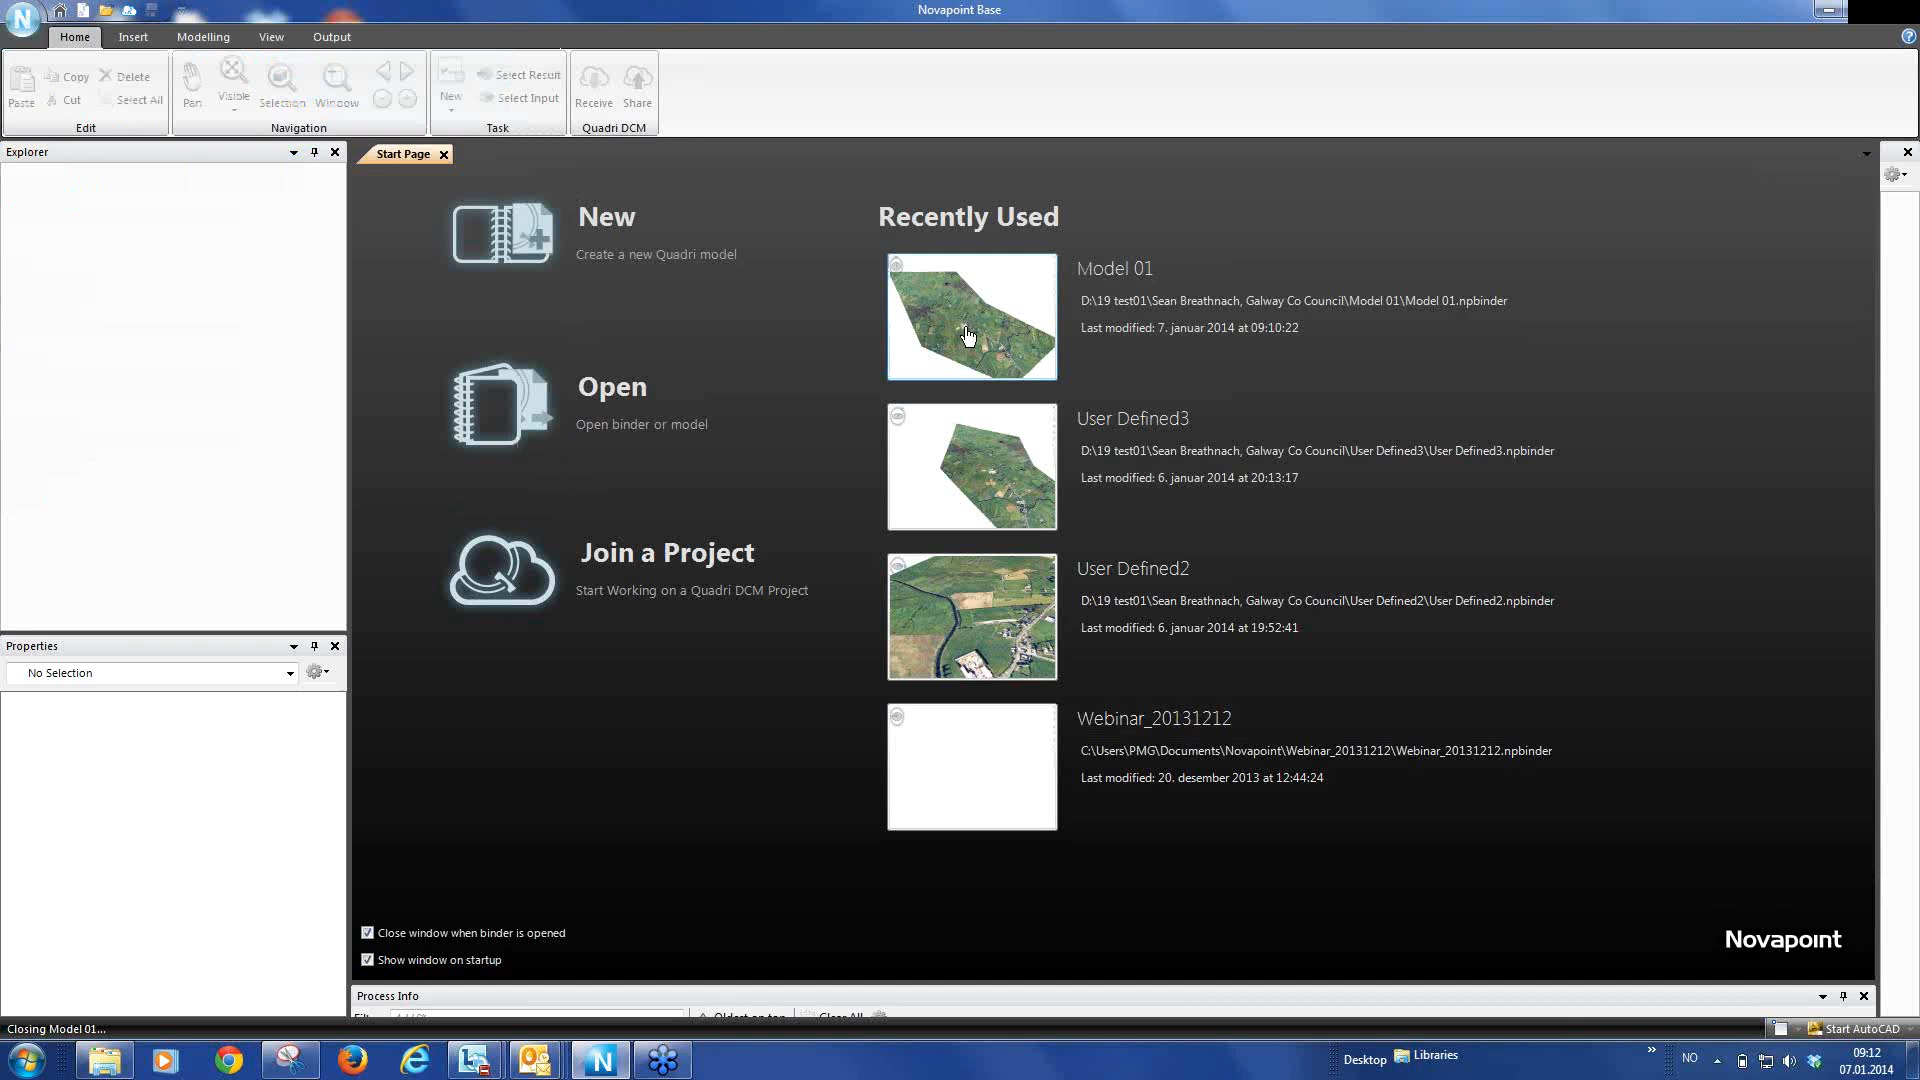 Novapoint Base
Home Insert Modelling View Output
Paste Copy Delete Cut Select All
Pan Visible Selection Window
New Select Result Select Input
Receive Share
Edit Navigation Task Quadri DCM
Explorer
Start Page
New
Create a new Quadri model
Open
Open binder or model
Join a Project
Start Working on a Quadri DCM Project
Recently Used
Model 01
D:\19 test01\Sean Breathnach, Galway Co Council\Model 01\Model 01.npbinder
Last modified: 7. januar 2014 at 09:10:22
User Defined3
D:\19 test01\Sean Breathnach, Galway Co Council\User Defined3\User Defined3.npbinder
Last modified: 6. januar 2014 at 20:13:17
User Defined2
D:\19 test01\Sean Breathnach, Galway Co Council\User Defined2\User Defined2.npbinder
Last modified: 6. januar 2014 at 19:52:41
Webinar_20131212
C:\Users\PMG\Documents\Novapoint\Webinar_20131212\Webinar_20131212.npbinder
Last modified: 20. desember 2013 at 12:44:24
Properties
No Selection
Close window when binder is opened
Show window on startup
Novapoint
Process Info
Oldest on top Clear All
Closing Model 01...
Start AutoCAD
Desktop Libraries
NO
09:12
07.01.2014